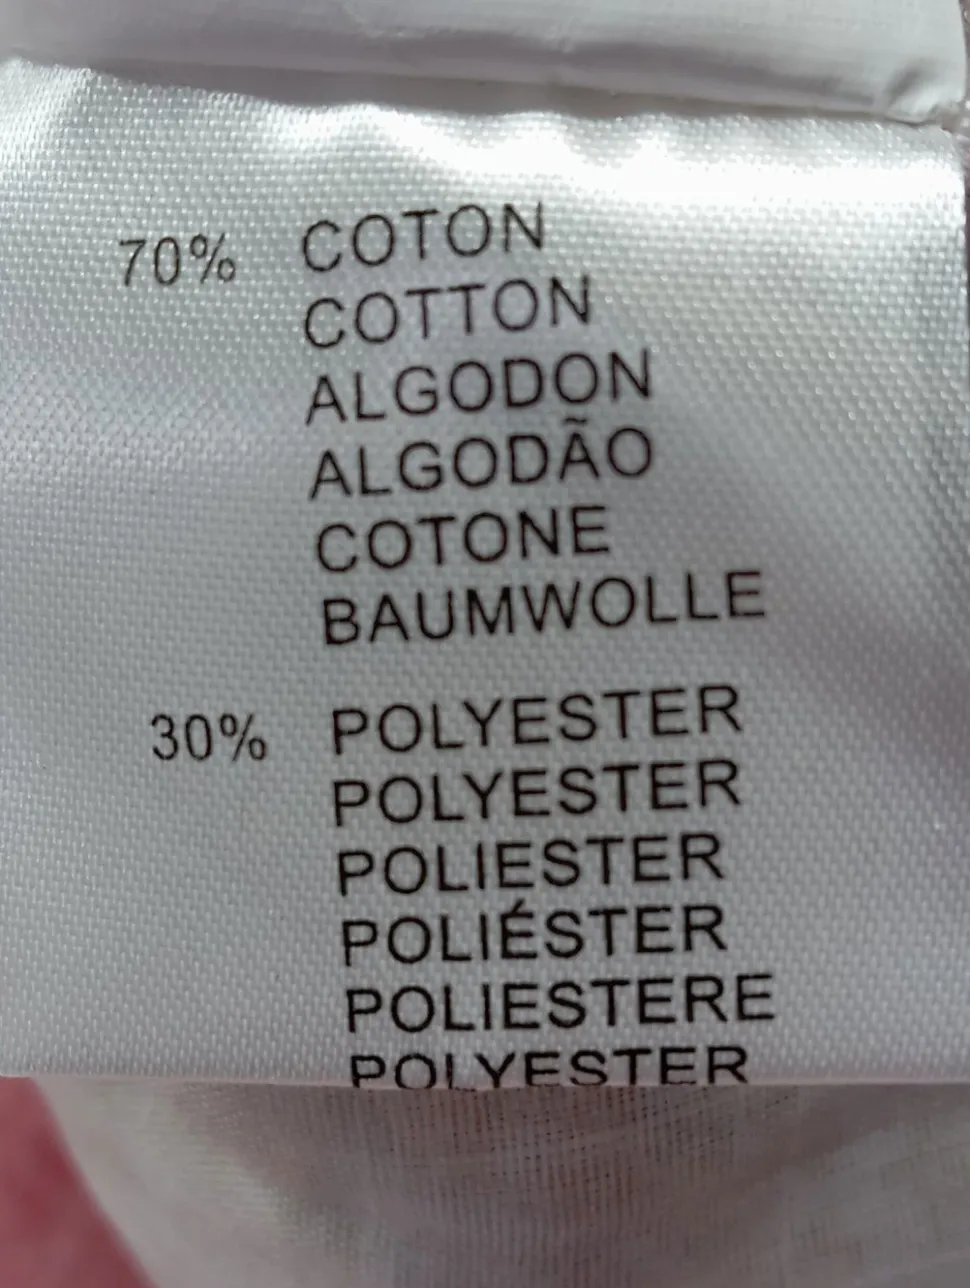 70% COTON
COTTON
ALGODON
ALGODÃO
COTONE
BAUMWOLLE
30% POLYESTER
POLYESTER
POLIESTER
POLIÉSTER
POLIESTERE
POLYESTER